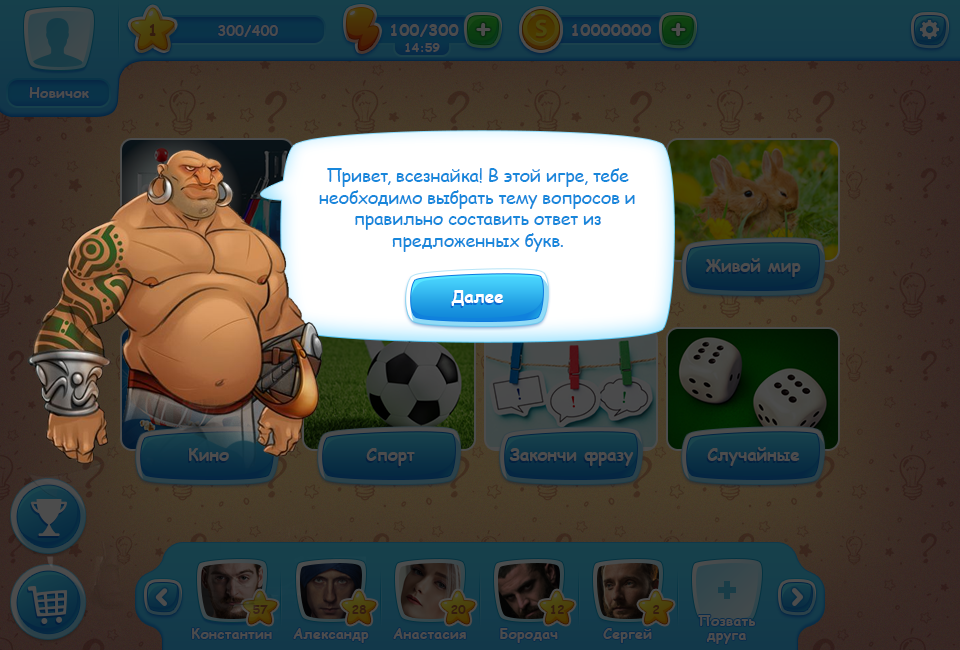 1
300/400
100/300
14:59
S
10000000
Новичок
Привет, всезнайка! В этой игре, тебе
необходимо выбрать тему вопросов и
правильно составить ответ из
предложенных букв.
Далее
Живой мир
Кино
Спорт
Закончи фразу
Случайные
57
28
20
12
2
Константин
Александр
Анастасия
Бородач
Сергей
Позвать
друга